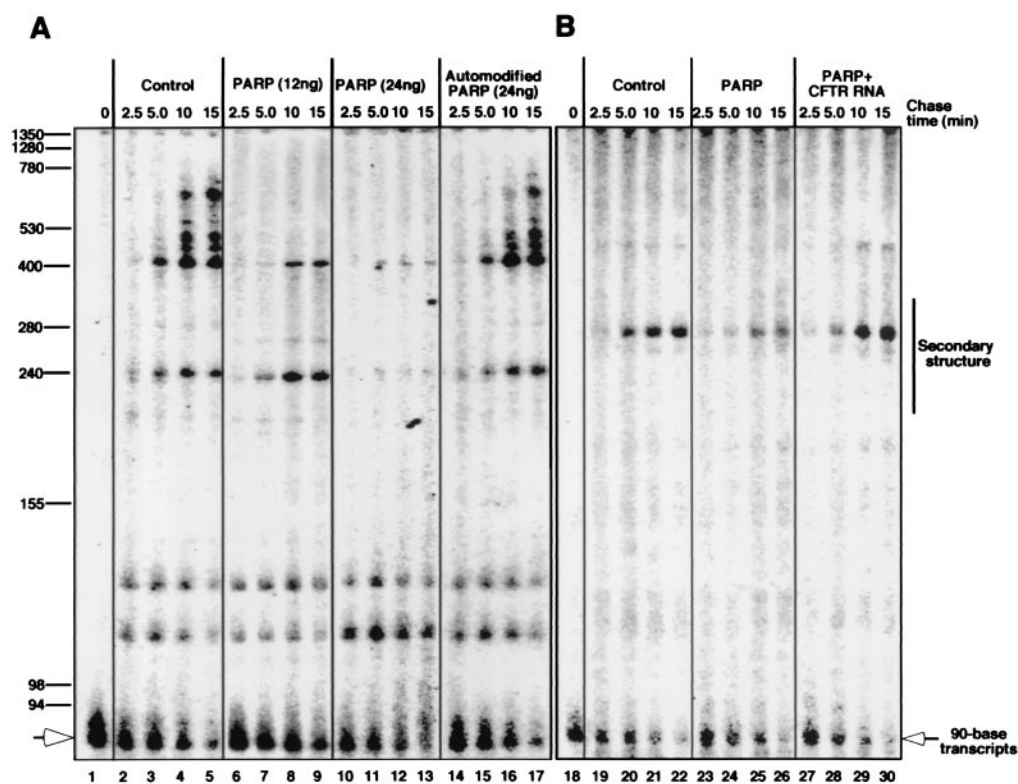 A
B
Control
PARP (12ng)
PARP (24ng)
Automodified
PARP (24ng)
Control
PARP
PARP+
CFTR RNA
0 2.5 5.0 10 15 2.5 5.0 10 15 2.5 5.0 10 15 2.5 5.0 10 15
0 2.5 5.0 10 15 2.5 5.0 10 15 2.5 5.0 10 15
Chase
time (min)
1350
1280
780
530
400
280
240
155
98
94
Secondary
structure
90-base
transcripts
1 2 3 4 5 6 7 8 9 10 11 12 13 14 15 16 17
18 19 20 21 22 23 24 25 26 27 28 29 30